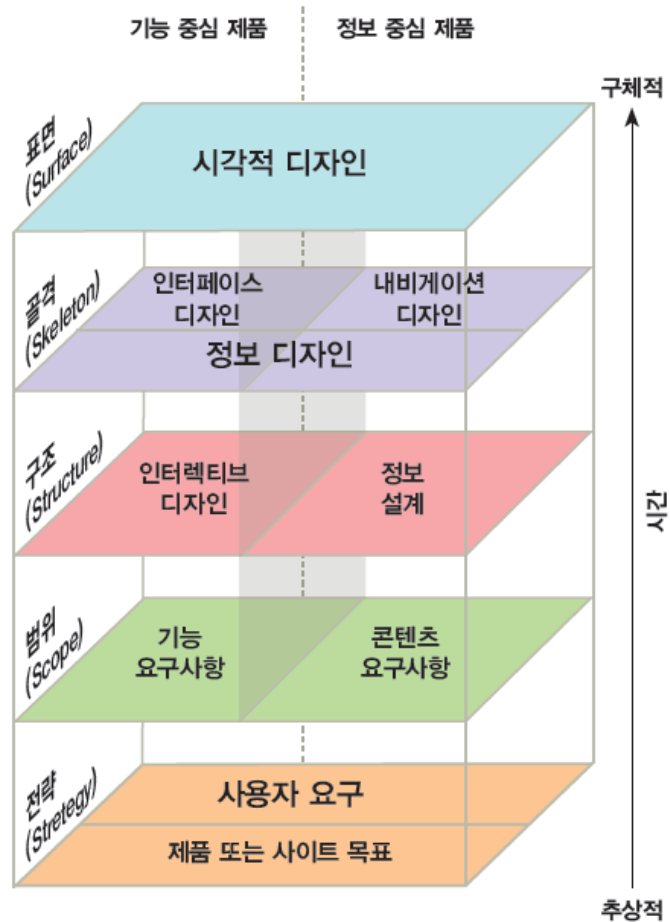 기능 중심 제품
정보 중심 제품
구체적
표면
(Surface)
시각적 디자인
골격
(Skeleton)
인터페이스
디자인
내비게이션
디자인
정보 디자인
구조
(Structure)
인터렉티브
디자인
정보
설계
시간
범위
(Scope)
기능
요구사항
콘텐츠
요구사항
전략
(Stretegy)
사용자 요구
제품 또는 사이트 목표
추상적